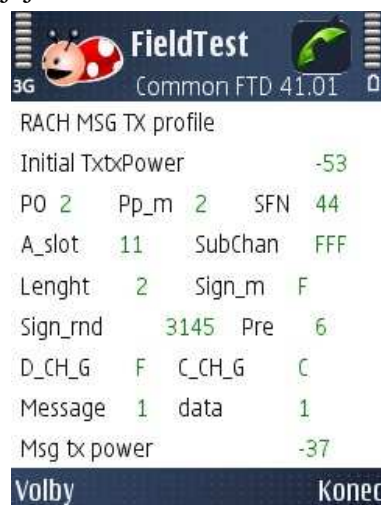 FieldTest
3G Common FTD 41.01
RACH MSG TX profile
Initial TxtxPower -53
PO 2 Pp_m 2 SFN 44
A_slot 11 SubChan FFF
Lenght 2 Sign_m F
Sign_rnd 3145 Pre 6
D_CH_G F C_CH_G C
Message 1 data 1
Msg tx power -37
Volby Konec